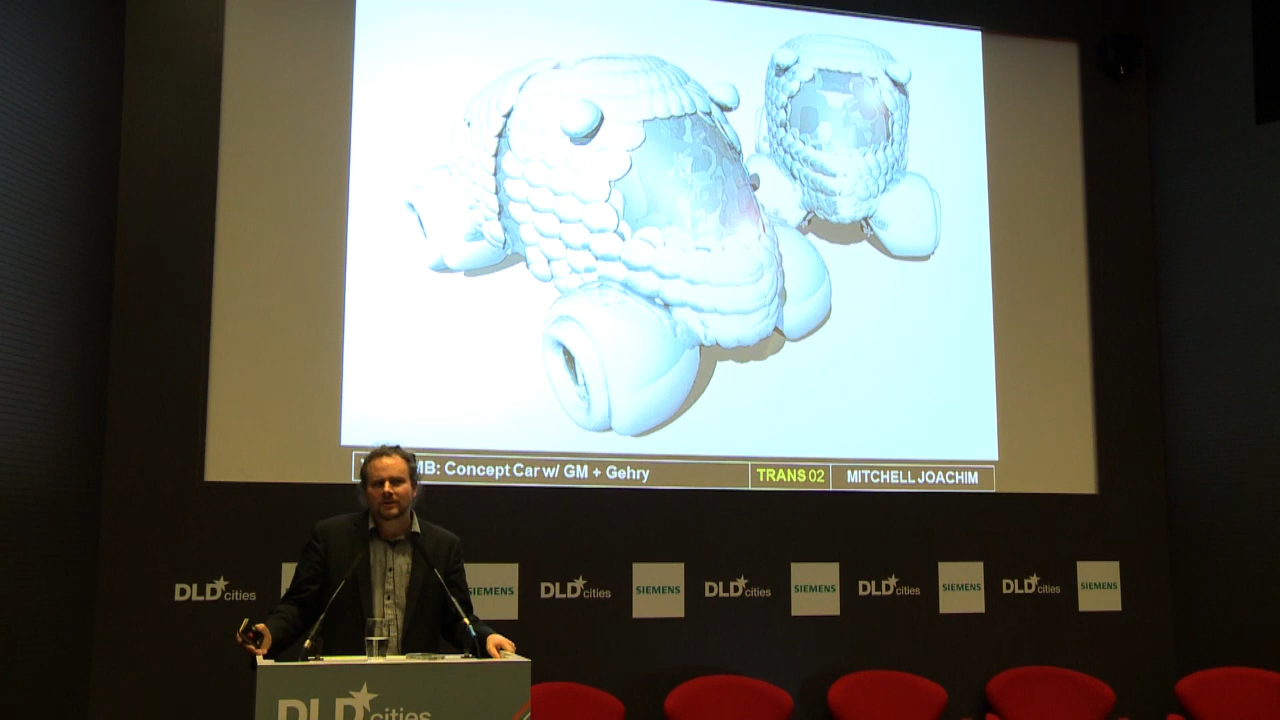 MB: Concept Car w/ GM + Gehry
TRANS 02
MITCHELL JOACHIM
DLD cities
SIEMENS
DLD cities
SIEMENS
DLD cities
SIEMENS
DLD cities
SIEMENS
DLD cities
SIEMENS
DLD cities